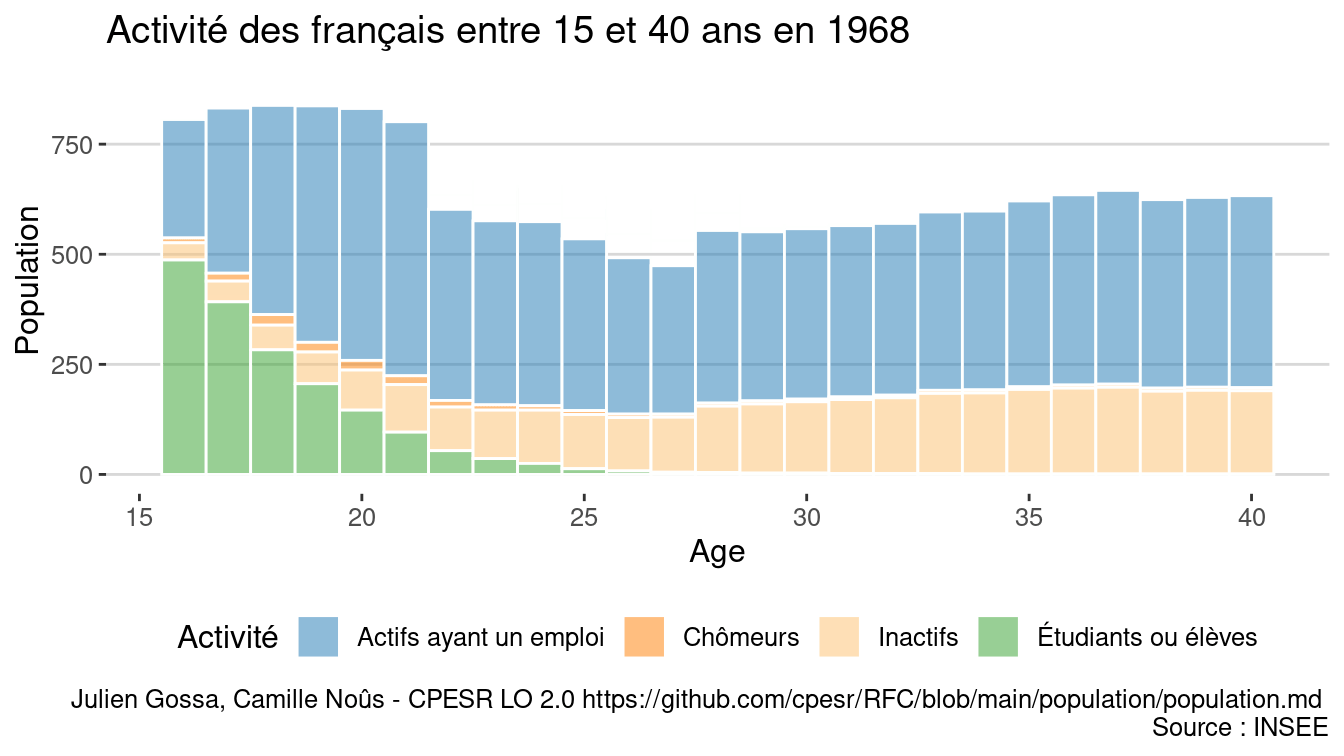 Activité des français entre 15 et 40 ans en 1968
Population
750
500
250
0
15 20 25 30 35 40
Age
Activité Actifs ayant un emploi Chômeurs Inactifs Étudiants ou élèves
Julien Gossa, Camille Noûs - CPESR LO 2.0 https://github.com/cpesr/RFC/blob/main/population/population.md
Source : INSEE